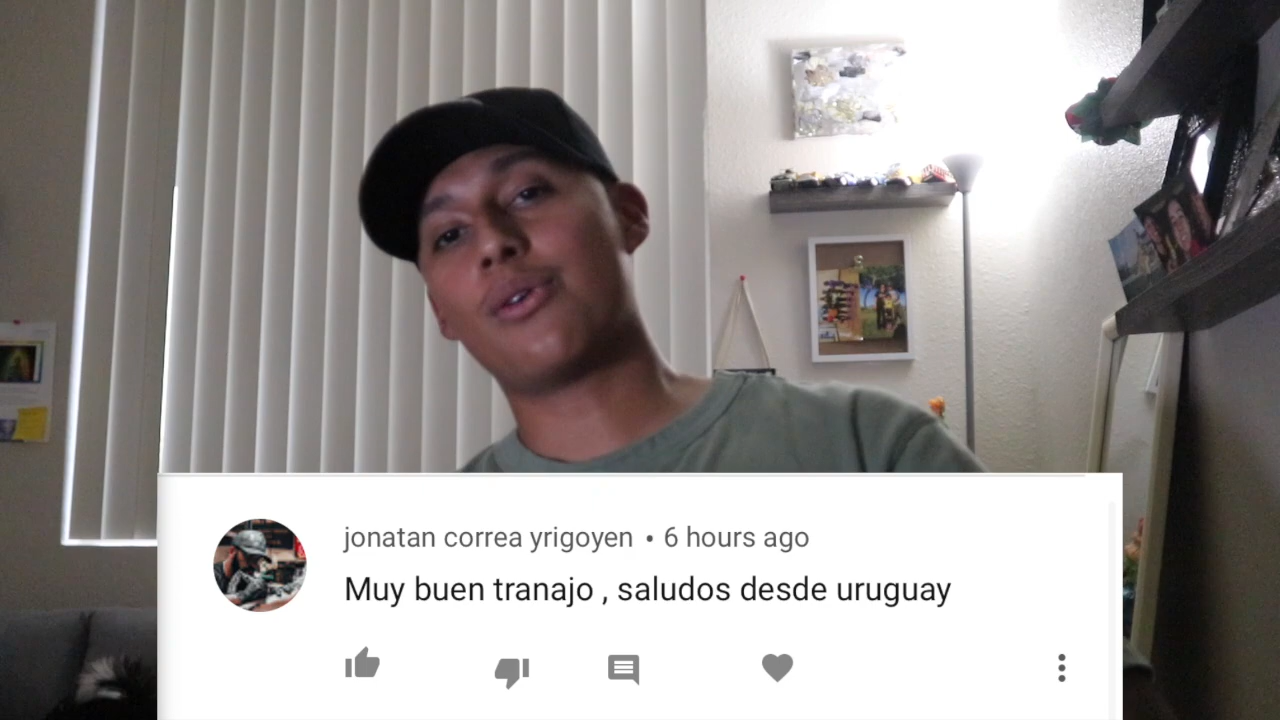 jonatan correa yrigoyen • 6 hours ago
Muy buen tranajo , saludos desde uruguay